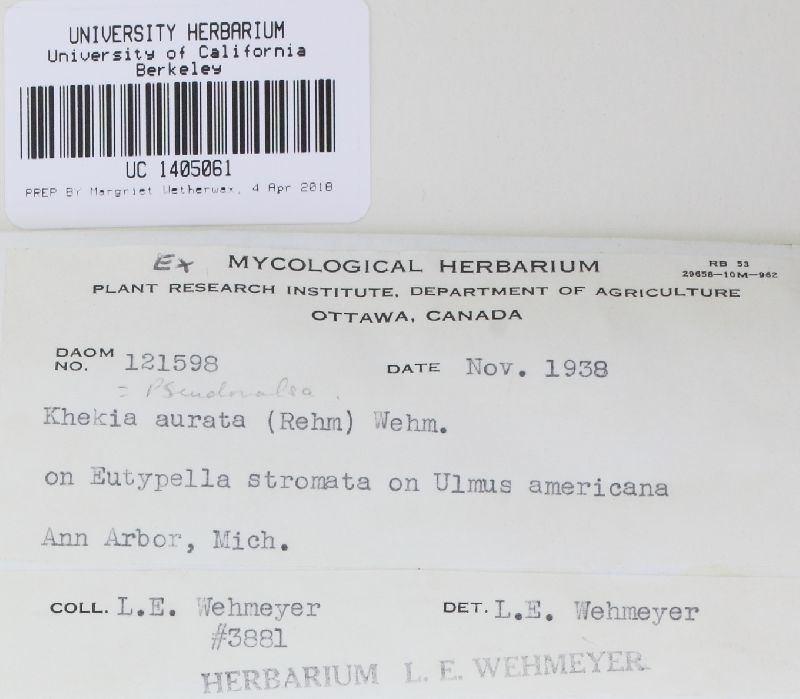 UNIVERSITY HERBARIUM
University of California
Berkeley
UC 1405061
PREP BY Margriet Wetherwax, 4 Apr 2018
Ex MYCOLOGICAL HERBARIUM
RB 53
29658-10M-962
PLANT RESEARCH INSTITUTE, DEPARTMENT OF AGRICULTURE
OTTAWA, CANADA
DAOM NO. 121598 DATE Nov. 1938
= Pseudovalsa.
Khekia aurata (Rehm) Wehm.
on Eutypella stromata on Ulmus americana
Ann Arbor, Mich.
COLL. L.E. Wehmeyer DET. L.E. Wehmeyer
#3881
HERBARIUM L. E. WEHMEYER